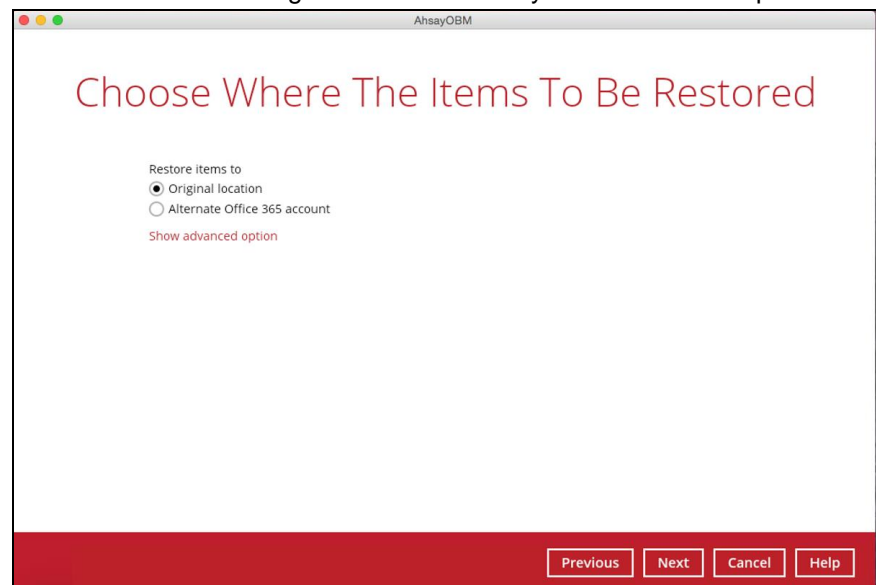 AhsayOBM
Choose Where The Items To Be Restored
Restore items to
Original location
Alternate Office 365 account
Show advanced option
Previous Next Cancel Help